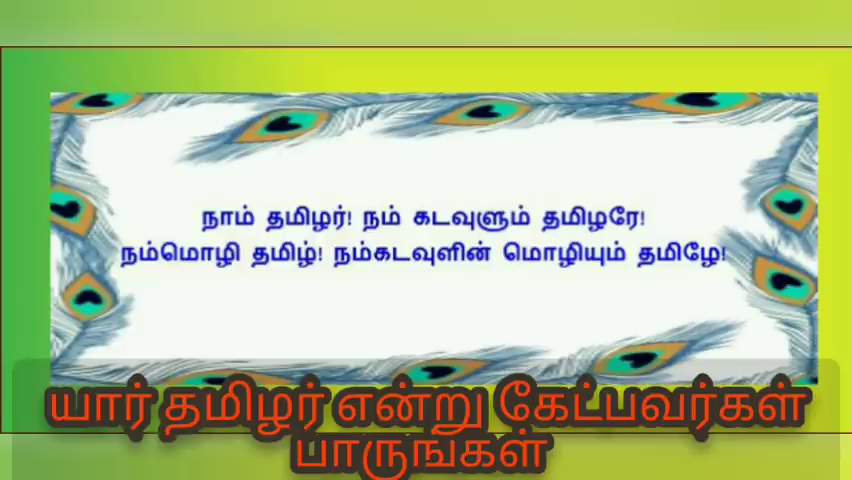 நாம் தமிழர்! நம் கடவுளும் தமிழரே!
நம்மொழி தமிழ்! நம்கடவுளின் மொழியும் தமிழே!
யார் தமிழர் என்று கேட்பவர்கள்
பாருங்கள்